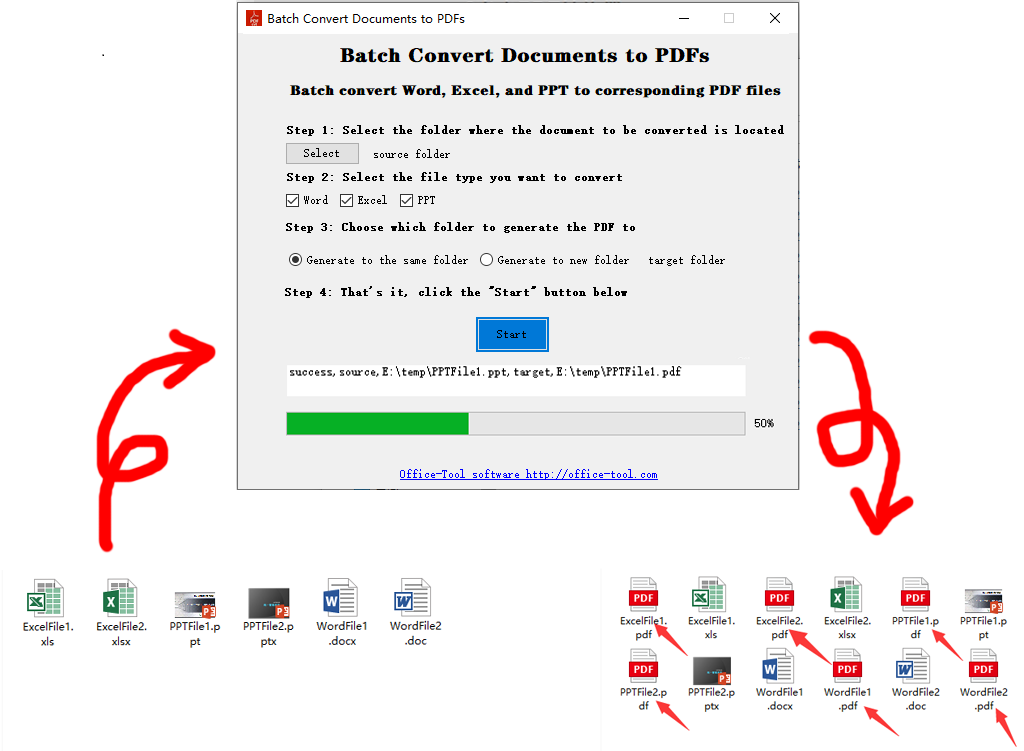 Batch Convert Documents to PDFs
Batch Convert Documents to PDFs
Batch convert Word, Excel, and PPT to corresponding PDF files
Step 1: Select the folder where the document to be converted is located
Select source folder
Step 2: Select the file type you want to convert
Word Excel PPT
Step 3: Choose which folder to generate the PDF to
Generate to the same folder Generate to new folder target folder
Step 4: That's it, click the "Start" button below
Start
success,source,E:\temp\PPTFile1.ppt,target,E:\temp\PPTFile1.pdf
50%
Office-Tool software http://office-tool.com
ExcelFile1.
xls
ExcelFile2.
xlsx
PPTFile1.p
pt
PPTFile2.p
ptx
WordFile1
.docx
WordFile2
.doc
PDF
ExcelFile1.
pdf
ExcelFile1.
xls
PDF
ExcelFile2.
pdf
ExcelFile2.
xlsx
PDF
PPTFile1.p
df
PPTFile1.p
pt
PDF
PPTFile2.p
df
PPTFile2.p
ptx
WordFile1
.docx
PDF
WordFile1
.pdf
WordFile2
.doc
PDF
WordFile2
.pdf